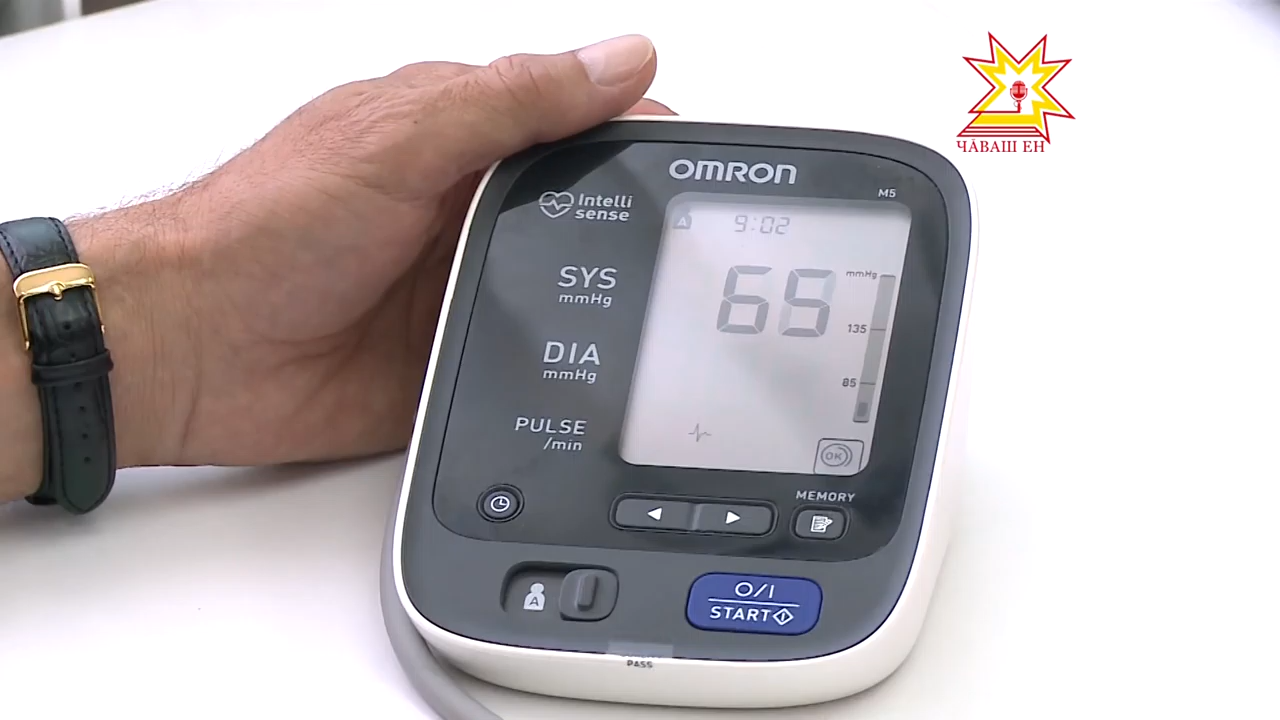 ЧӐВАШ ЕН
OMRON
M5
Intelli
sense
A
9:02
SYS
mmHg
65
mmHg
135
DIA
mmHg
85
PULSE
/min
OK
MEMORY
A
O/I
START
PASS